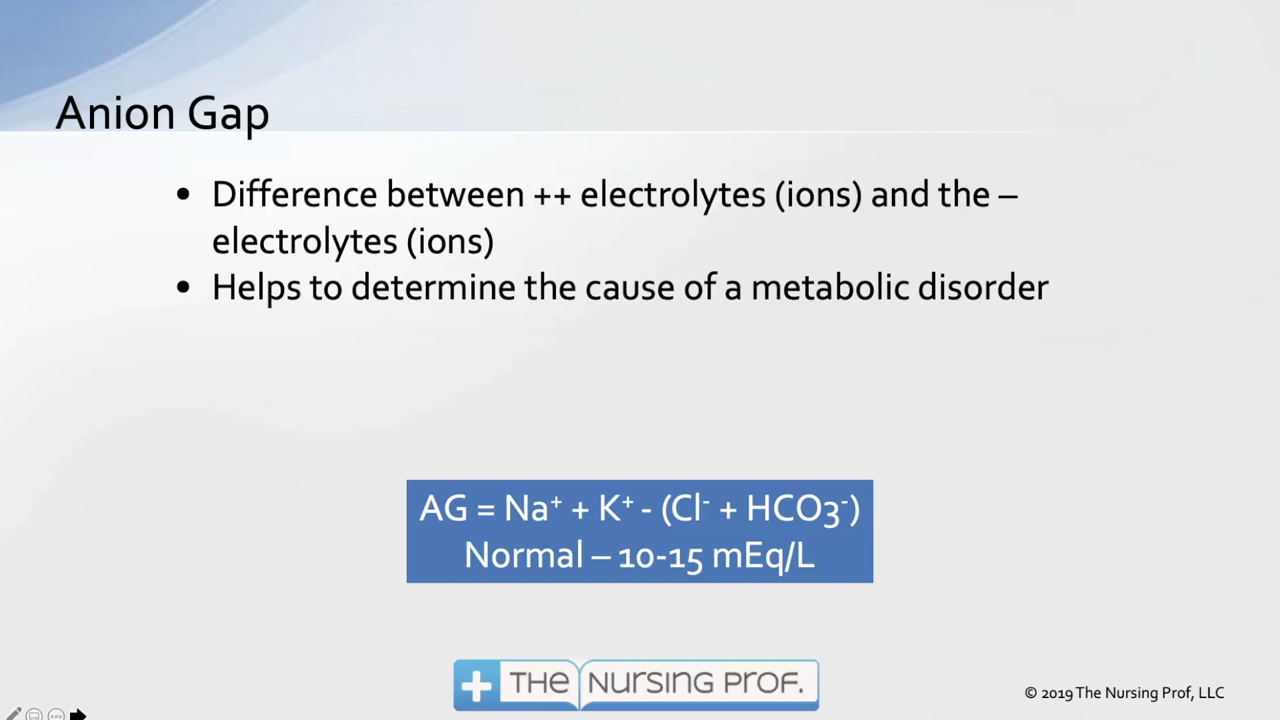 Anion Gap
• Difference between ++ electrolytes (ions) and the –
electrolytes (ions)
• Helps to determine the cause of a metabolic disorder
AG = Na⁺ + K⁺ - (Cl⁻ + HCO3⁻)
Normal – 10-15 mEq/L
THE NURSING PROF.
© 2019 The Nursing Prof, LLC